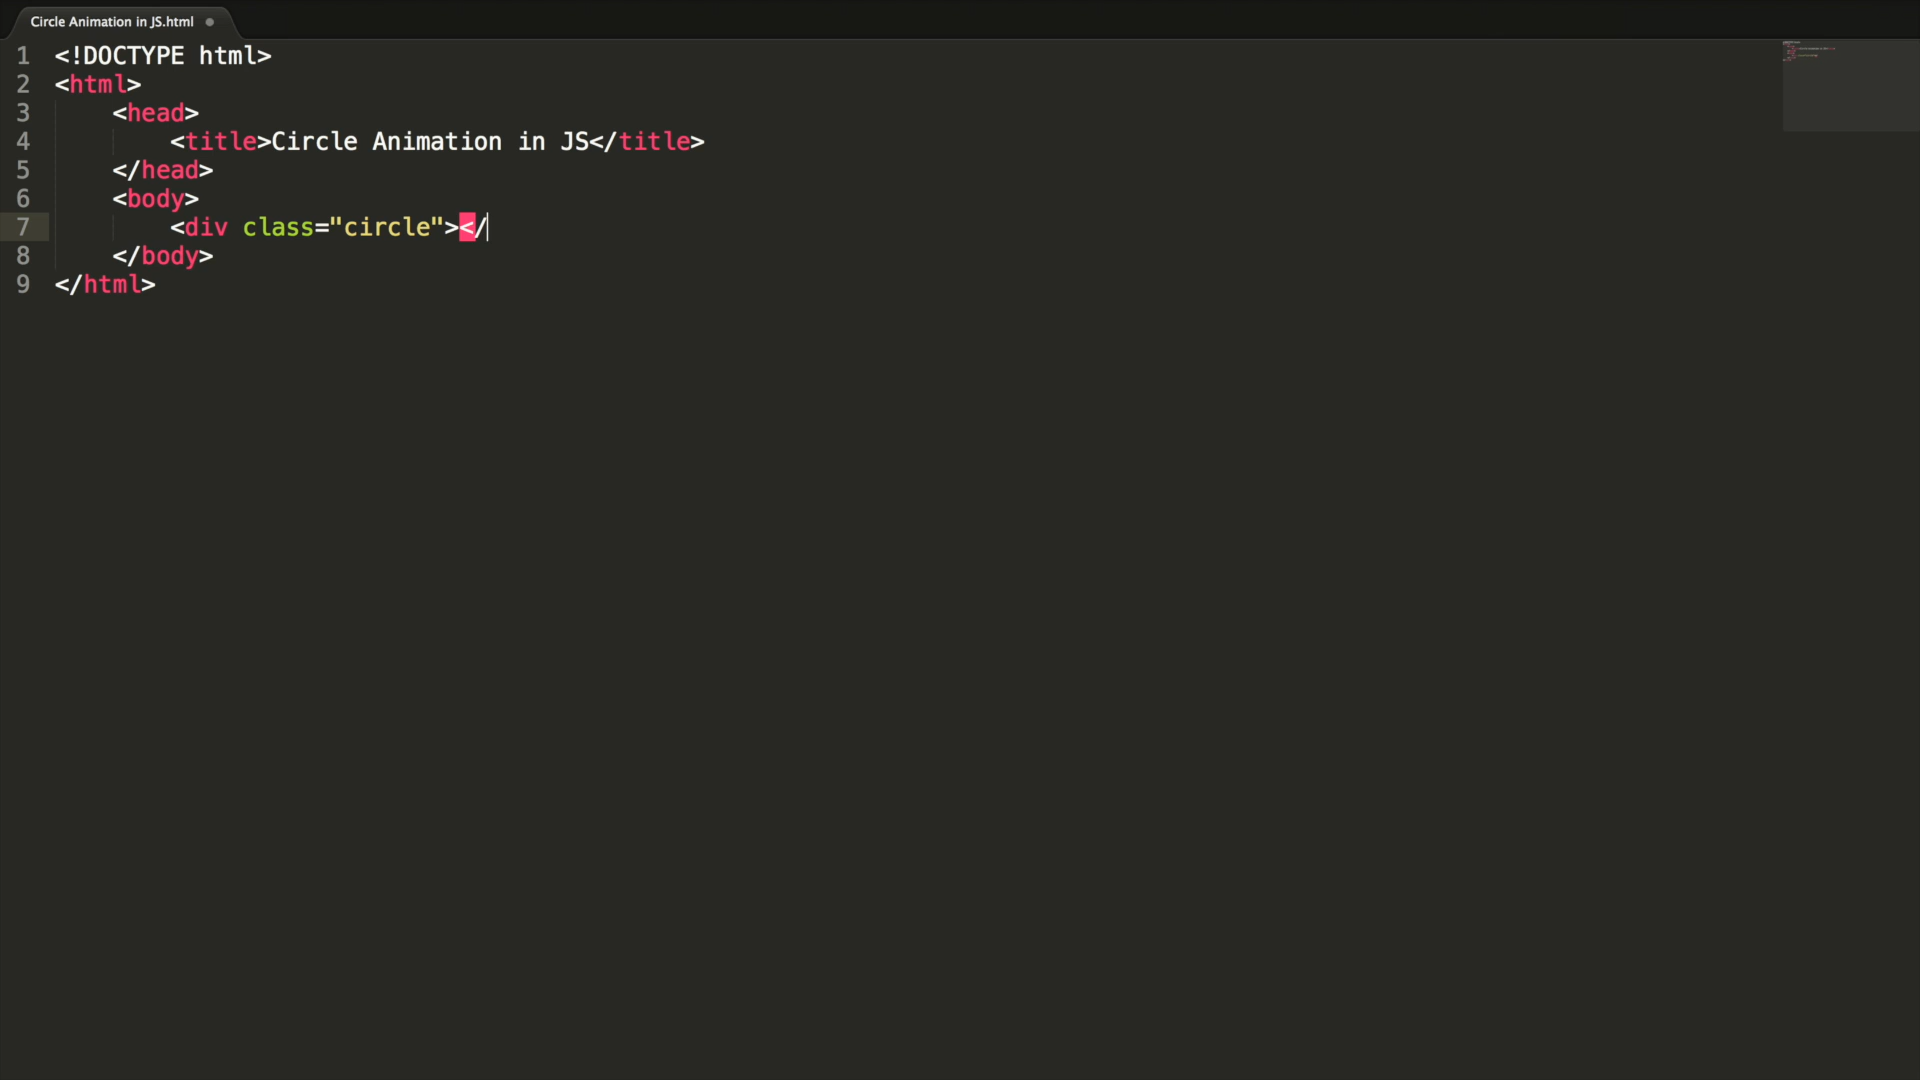 Circle Animation in JS.html
1 <!DOCTYPE html>
2 <html>
3 <head>
4 <title>Circle Animation in JS</title>
5 </head>
6 <body>
7 <div class="circle"></
8 </body>
9 </html>